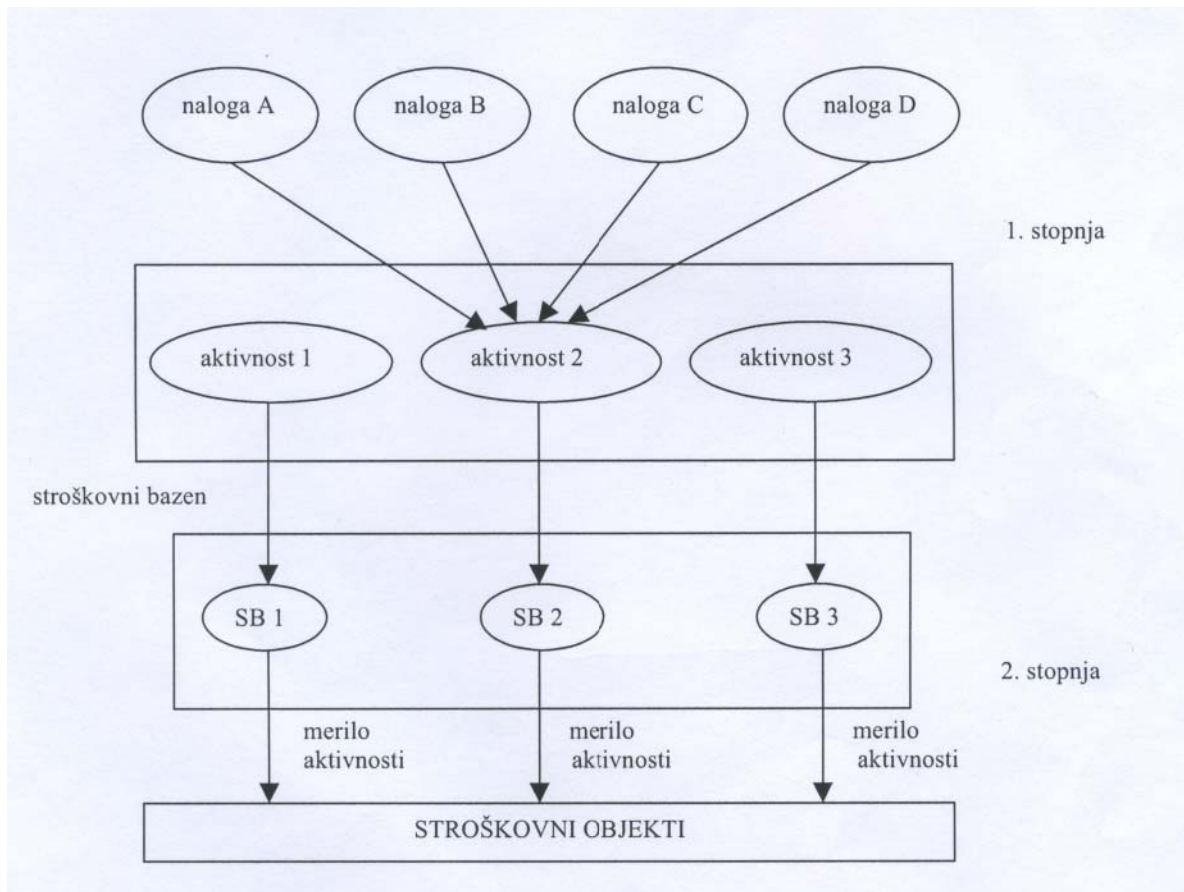 naloga A
naloga B
naloga C
naloga D
1. stopnja
aktivnost 1
aktivnost 2
aktivnost 3
stroškovni bazen
SB 1
SB 2
SB 3
2. stopnja
merilo
aktivnosti
merilo
aktivnosti
merilo
aktivnosti
STROŠKOVNI OBJEKTI